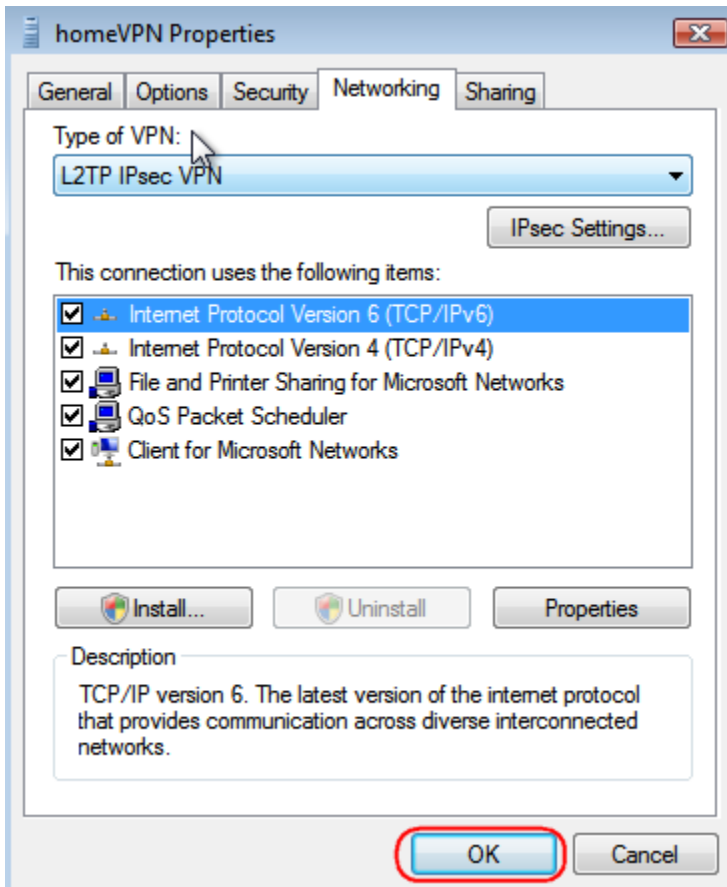 homeVPN Properties
General Options Security Networking Sharing
Type of VPN:
L2TP IPsec VPN
IPsec Settings...
This connection uses the following items:
Internet Protocol Version 6 (TCP/IPv6)
Internet Protocol Version 4 (TCP/IPv4)
File and Printer Sharing for Microsoft Networks
QoS Packet Scheduler
Client for Microsoft Networks
Install... Uninstall Properties
Description
TCP/IP version 6. The latest version of the internet protocol
that provides communication across diverse interconnected
networks.
OK Cancel